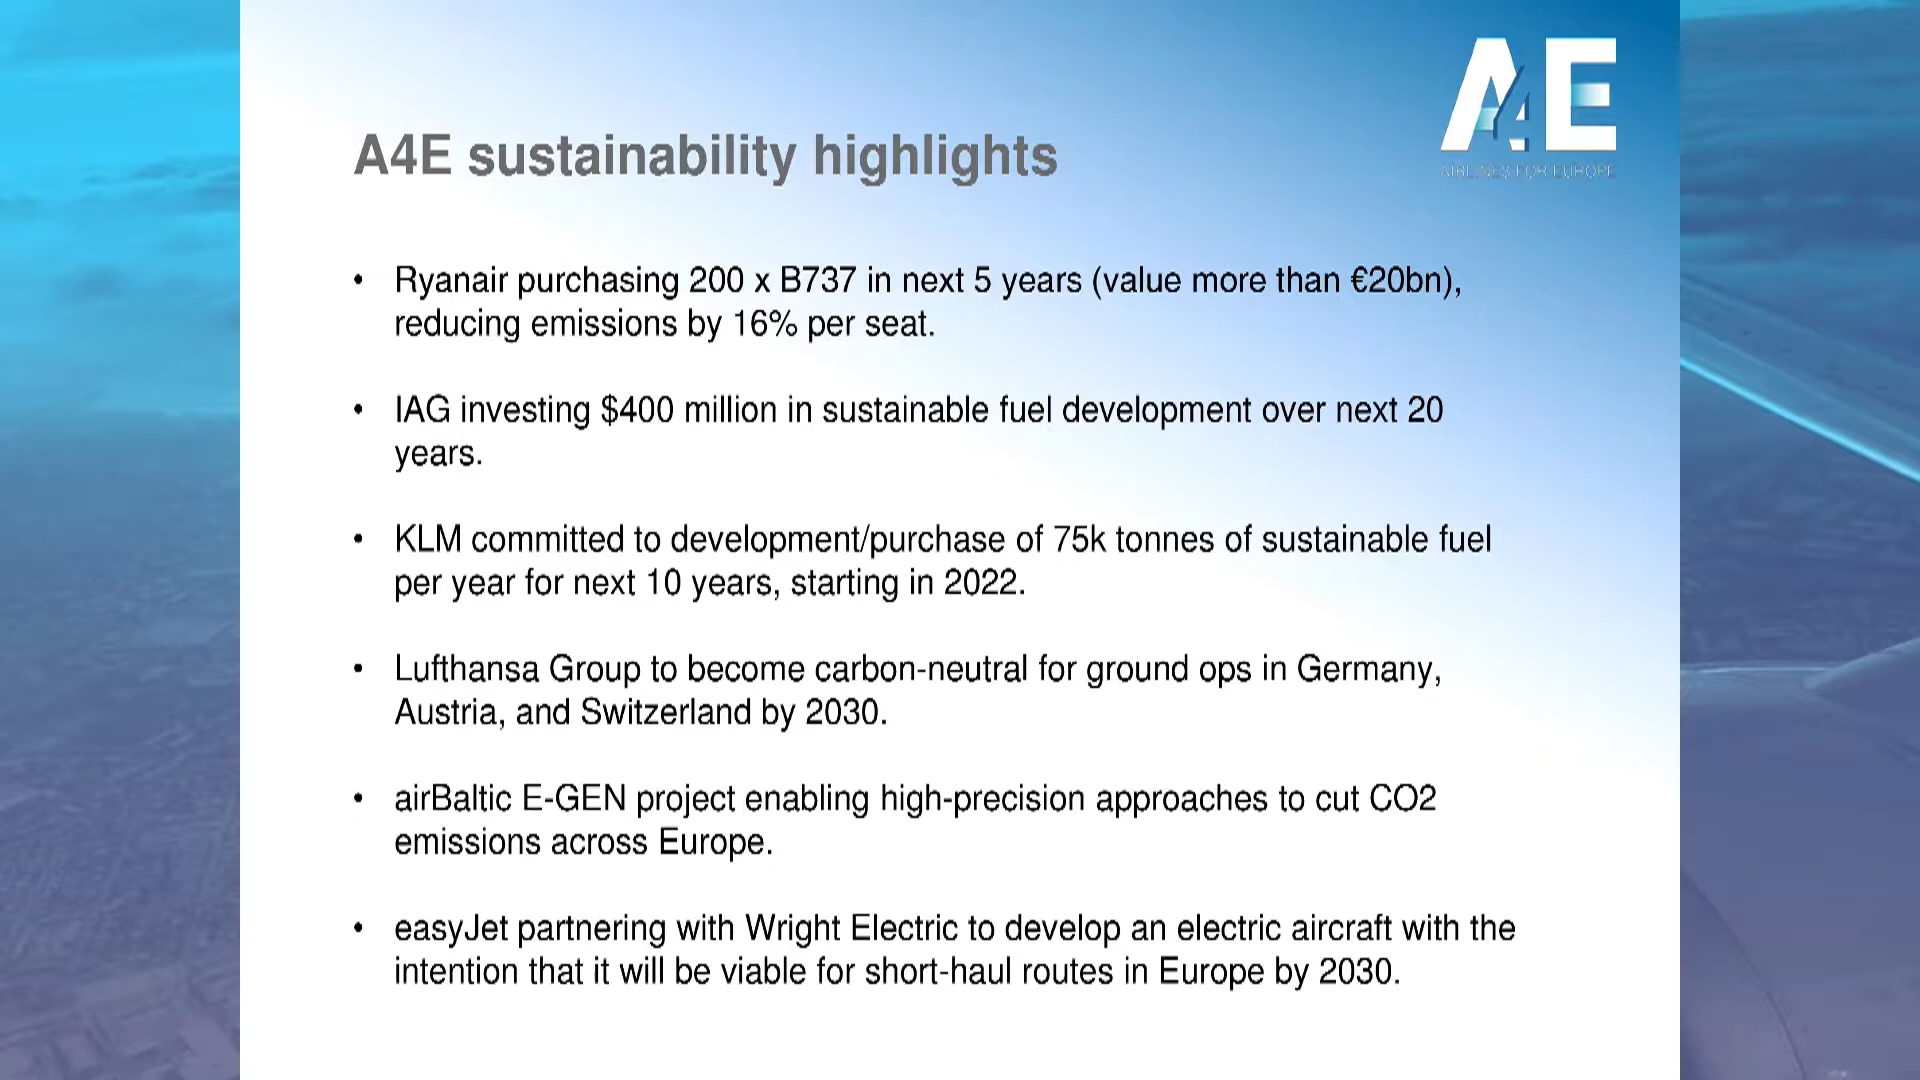 A4E
AIRLINES FOR EUROPE
A4E sustainability highlights
• Ryanair purchasing 200 x B737 in next 5 years (value more than €20bn),
reducing emissions by 16% per seat.
• IAG investing $400 million in sustainable fuel development over next 20
years.
• KLM committed to development/purchase of 75k tonnes of sustainable fuel
per year for next 10 years, starting in 2022.
• Lufthansa Group to become carbon-neutral for ground ops in Germany,
Austria, and Switzerland by 2030.
• airBaltic E-GEN project enabling high-precision approaches to cut CO2
emissions across Europe.
• easyJet partnering with Wright Electric to develop an electric aircraft with the
intention that it will be viable for short-haul routes in Europe by 2030.